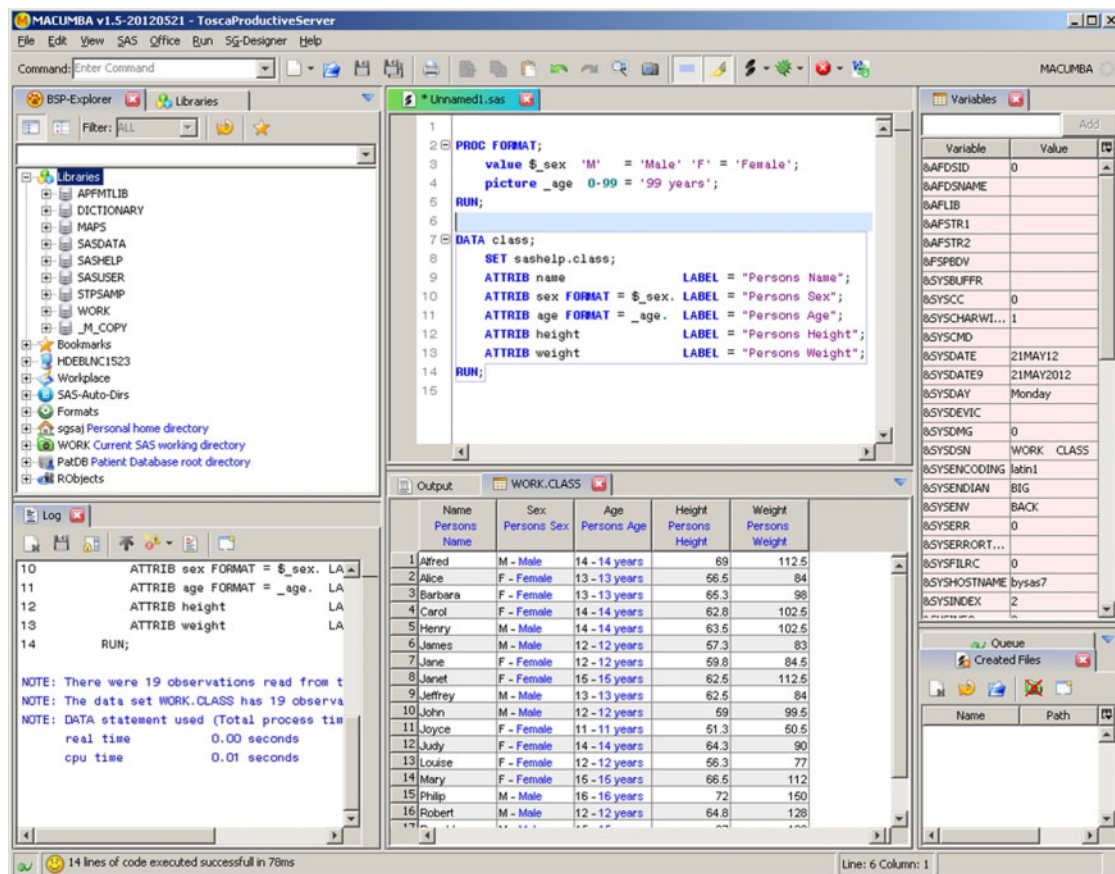 MACUMBA v1.5-20120521 - ToscaProductiveServer
File Edit View SAS Office Run SG-Designer Help
Command: Enter Command
MACUMBA
BSP-Explorer
Libraries
Filter: ALL
Libraries
APFMTLIB
DICTIONARY
MAPS
SASDATA
SASHELP
SASUSER
STPSAMP
WORK
_M_COPY
Bookmarks
HDEBLNC1523
Workplace
SAS-Auto-Dirs
Formats
sgsaj Personal home directory
WORK Current SAS working directory
PatDB Patient Database root directory
RObjects
* Unnamed1.sas
1
2 PROC FORMAT;
3 value $_sex 'M' = 'Male' 'F' = 'Female';
4 picture _age 0-99 = '99 years';
5 RUN;
6
7 DATA class;
8 SET sashelp.class;
9 ATTRIB name LABEL = "Persons Name";
10 ATTRIB sex FORMAT = $_sex. LABEL = "Persons Sex";
11 ATTRIB age FORMAT = _age. LABEL = "Persons Age";
12 ATTRIB height LABEL = "Persons Height";
13 ATTRIB weight LABEL = "Persons Weight";
14 RUN;
15
Variables
Add
Variable Value
&AFDSID 0
&AFDSNAME
&AFLIB
&AFSTR1
&AFSTR2
&FSPBDV
&SYSBUFFR
&SYSCC 0
&SYSCHARWI... 1
&SYSCMD
&SYSDATE 21MAY12
&SYSDATE9 21MAY2012
&SYSDAY Monday
&SYSDEVIC
&SYSDMG 0
&SYSDSN WORK CLASS
&SYSENCODING latin1
&SYSENDIAN BIG
&SYSENV BACK
&SYSERR 0
&SYSERRORT...
&SYSFILRC 0
&SYSHOSTNAME bysas7
&SYSINDEX 2
Log
10 ATTRIB sex FORMAT = $_sex. LA
11 ATTRIB age FORMAT = _age. LA
12 ATTRIB height LA
13 ATTRIB weight LA
14 RUN;
NOTE: There were 19 observations read from t
NOTE: The data set WORK.CLASS has 19 observa
NOTE: DATA statement used (Total process tim
real time 0.00 seconds
cpu time 0.01 seconds
Output
WORK.CLASS
Name Sex Age Height Weight
Persons Persons Sex Persons Age Persons Persons
Name Height Weight
1 Alfred M - Male 14 - 14 years 69 112.5
2 Alice F - Female 13 - 13 years 56.5 84
3 Barbara F - Female 13 - 13 years 65.3 98
4 Carol F - Female 14 - 14 years 62.8 102.5
5 Henry M - Male 14 - 14 years 63.5 102.5
6 James M - Male 12 - 12 years 57.3 83
7 Jane F - Female 12 - 12 years 59.8 84.5
8 Janet F - Female 15 - 15 years 62.5 112.5
9 Jeffrey M - Male 13 - 13 years 62.5 84
10 John M - Male 12 - 12 years 59 99.5
11 Joyce F - Female 11 - 11 years 51.3 50.5
12 Judy F - Female 14 - 14 years 64.3 90
13 Louise F - Female 12 - 12 years 56.3 77
14 Mary F - Female 15 - 15 years 66.5 112
15 Philip M - Male 16 - 16 years 72 150
16 Robert M - Male 12 - 12 years 64.8 128
17
Queue
Created Files
Name Path
14 lines of code executed successfull in 78ms
Line: 6 Column: 1